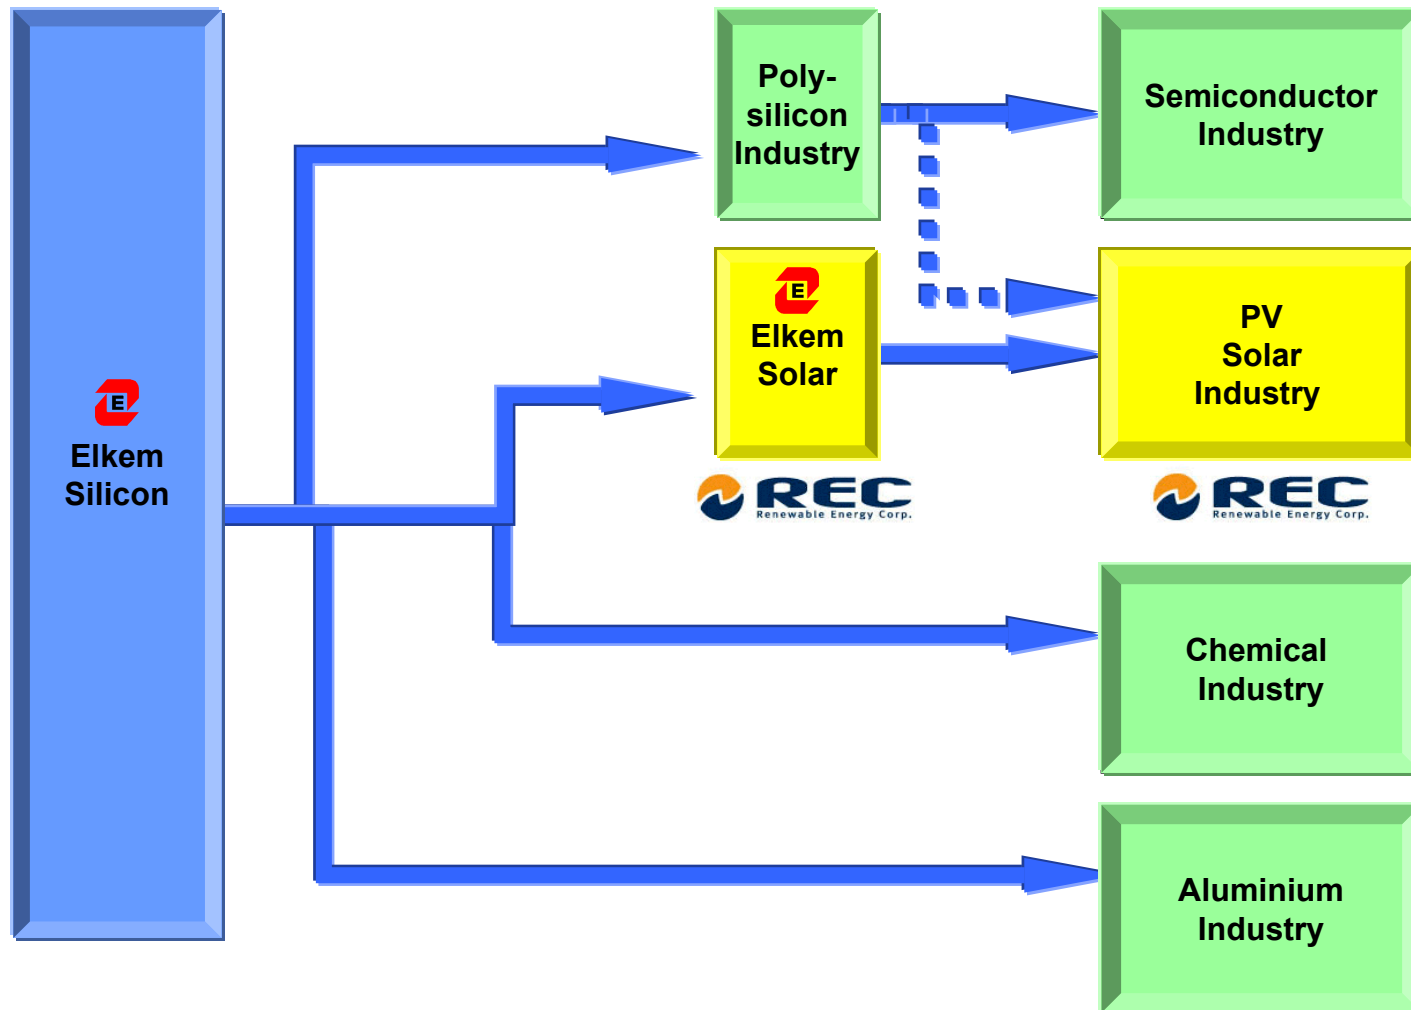 E
Elkem
Silicon
Poly-
silicon
Industry
Semiconductor
Industry
E
Elkem
Solar
PV
Solar
Industry
REC
Renewable Energy Corp.
REC
Renewable Energy Corp.
Chemical
Industry
Aluminium
Industry